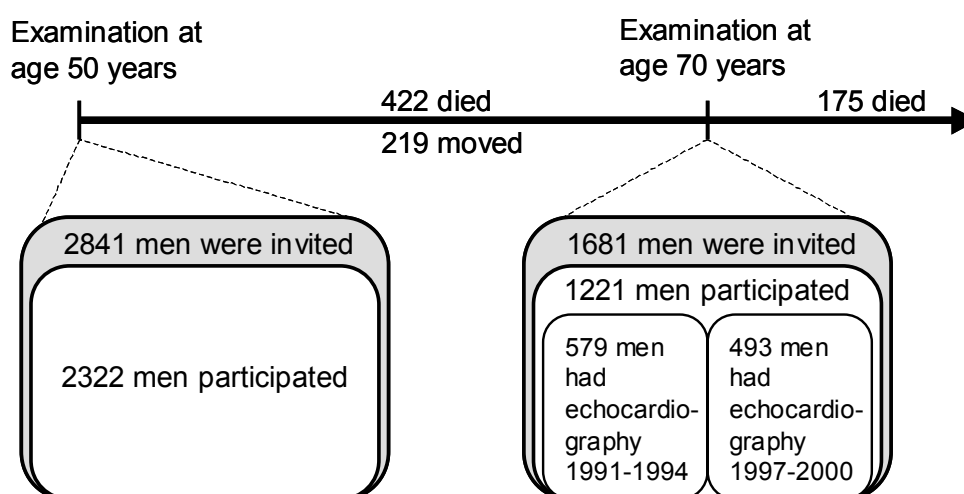 Examination at
age 50 years
Examination at
age 70 years
422 died
219 moved
175 died
2841 men were invited
2322 men participated
1681 men were invited
1221 men participated
579 men
had
echocardio-
graphy
1991-1994
493 men
had
echocardio-
graphy
1997-2000